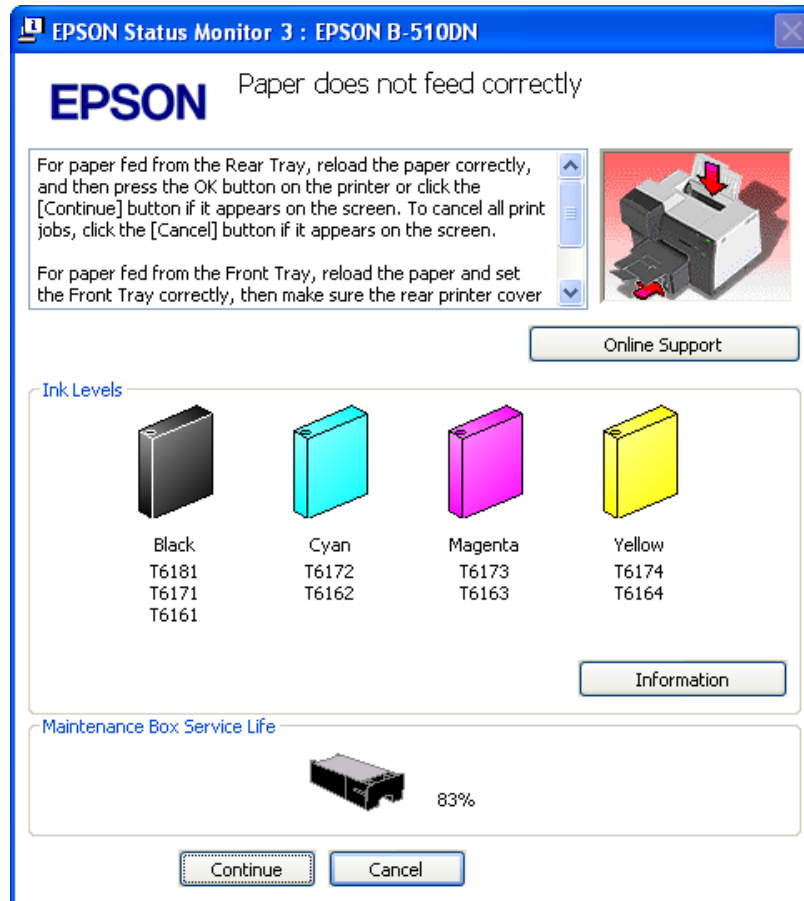 EPSON Status Monitor 3 : EPSON B-510DN
EPSON
Paper does not feed correctly
For paper fed from the Rear Tray, reload the paper correctly,
and then press the OK button on the printer or click the
[Continue] button if it appears on the screen. To cancel all print
jobs, click the [Cancel] button if it appears on the screen.
For paper fed from the Front Tray, reload the paper and set
the Front Tray correctly, then make sure the rear printer cover
Online Support
Ink Levels
Black
T6181
T6171
T6161
Cyan
T6172
T6162
Magenta
T6173
T6163
Yellow
T6174
T6164
Information
Maintenance Box Service Life
83%
Continue
Cancel